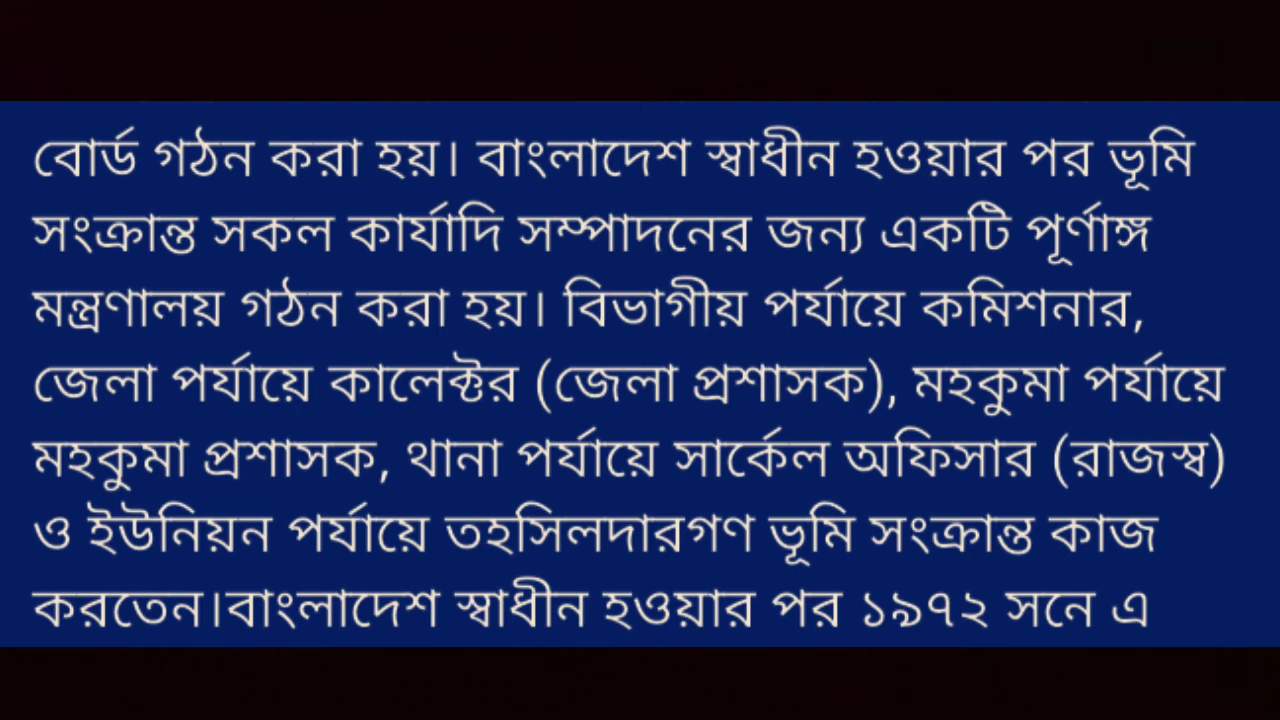 বোর্ড গঠন করা হয়। বাংলাদেশ স্বাধীন হওয়ার পর ভূমি
সংক্রান্ত সকল কার্যাদি সম্পাদনের জন্য একটি পূর্ণাঙ্গ
মন্ত্রণালয় গঠন করা হয়। বিভাগীয় পর্যায়ে কমিশনার,
জেলা পর্যায়ে কালেক্টর (জেলা প্রশাসক), মহকুমা পর্যায়ে
মহকুমা প্রশাসক, থানা পর্যায়ে সার্কেল অফিসার (রাজস্ব)
ও ইউনিয়ন পর্যায়ে তহসিলদারগণ ভূমি সংক্রান্ত কাজ
করতেন।বাংলাদেশ স্বাধীন হওয়ার পর ১৯৭২ সনে এ